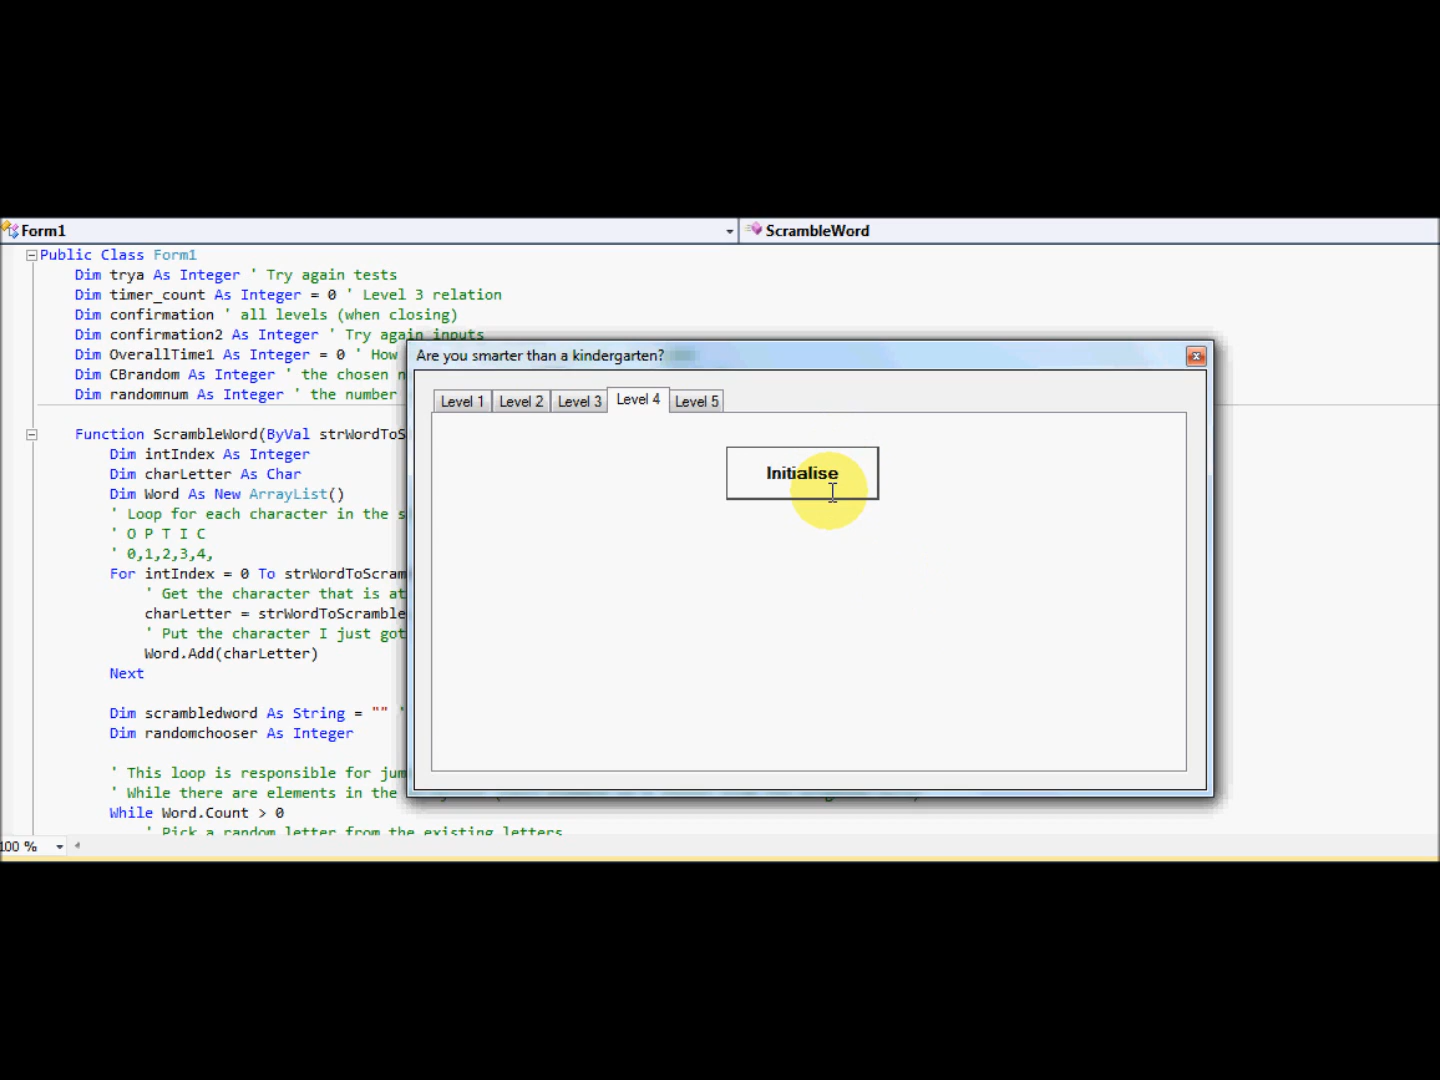 Form1
ScrambleWord
Public Class Form1
Dim trya As Integer ' Try again tests
Dim timer_count As Integer = 0 ' Level 3 relation
Dim confirmation ' all levels (when closing)
Dim confirmation2 As Integer ' Try again inputs
Dim OverallTime1 As Integer = 0 ' How
Dim CBrandom As Integer ' the chosen n
Dim randomnum As Integer ' the number
Function ScrambleWord(ByVal strWordToS
Dim intIndex As Integer
Dim charLetter As Char
Dim Word As New ArrayList()
' Loop for each character in the s
' O P T I C
' 0,1,2,3,4,
For intIndex = 0 To strWordToScram
' Get the character that is at
charLetter = strWordToScramble
' Put the character I just got
Word.Add(charLetter)
Next
Dim scrambledword As String = "" '
Dim randomchooser As Integer
' This loop is responsible for jum
' While there are elements in the
While Word.Count > 0
' Pick a random letter from the existing letters
100 %
Are you smarter than a kindergarten?
Level 1
Level 2
Level 3
Level 4
Level 5
Initialise